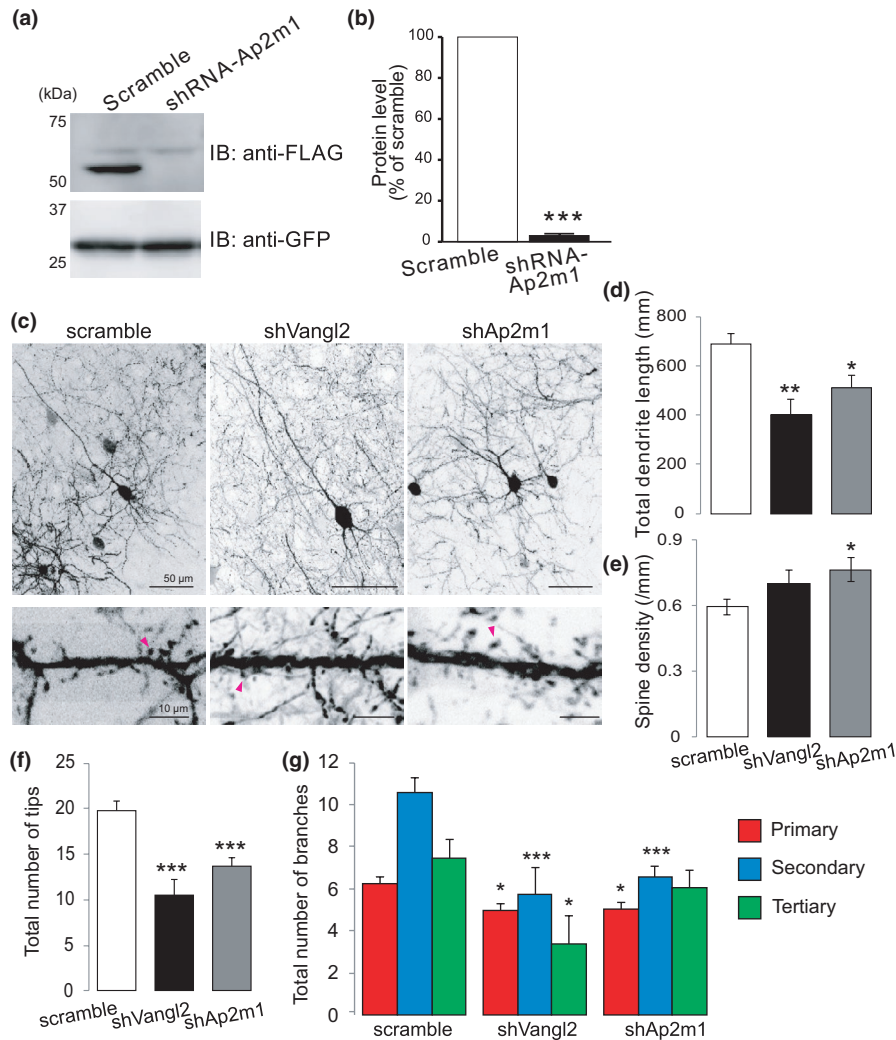 (a)
Scramble
shRNA-Ap2m1
(kDa)
75
50
IB: anti-FLAG
37
25
IB: anti-GFP
(b)
Protein level
(% of scramble)
100
80
60
40
20
0
***
Scramble
shRNA-
Ap2m1
(c)
scramble
shVangl2
shAp2m1
50 μm
10 μm
(d)
Total dendrite length (mm)
800
600
400
200
0
**
*
(e)
Spine density (/mm)
0.9
0.6
0.3
0
*
scramble
shVangl2
shAp2m1
(f)
Total number of tips
25
20
15
10
5
0
***
***
scramble
shVangl2
shAp2m1
(g)
Total number of branches
12
10
8
6
4
2
0
*
***
*
*
***
scramble
shVangl2
shAp2m1
Primary
Secondary
Tertiary